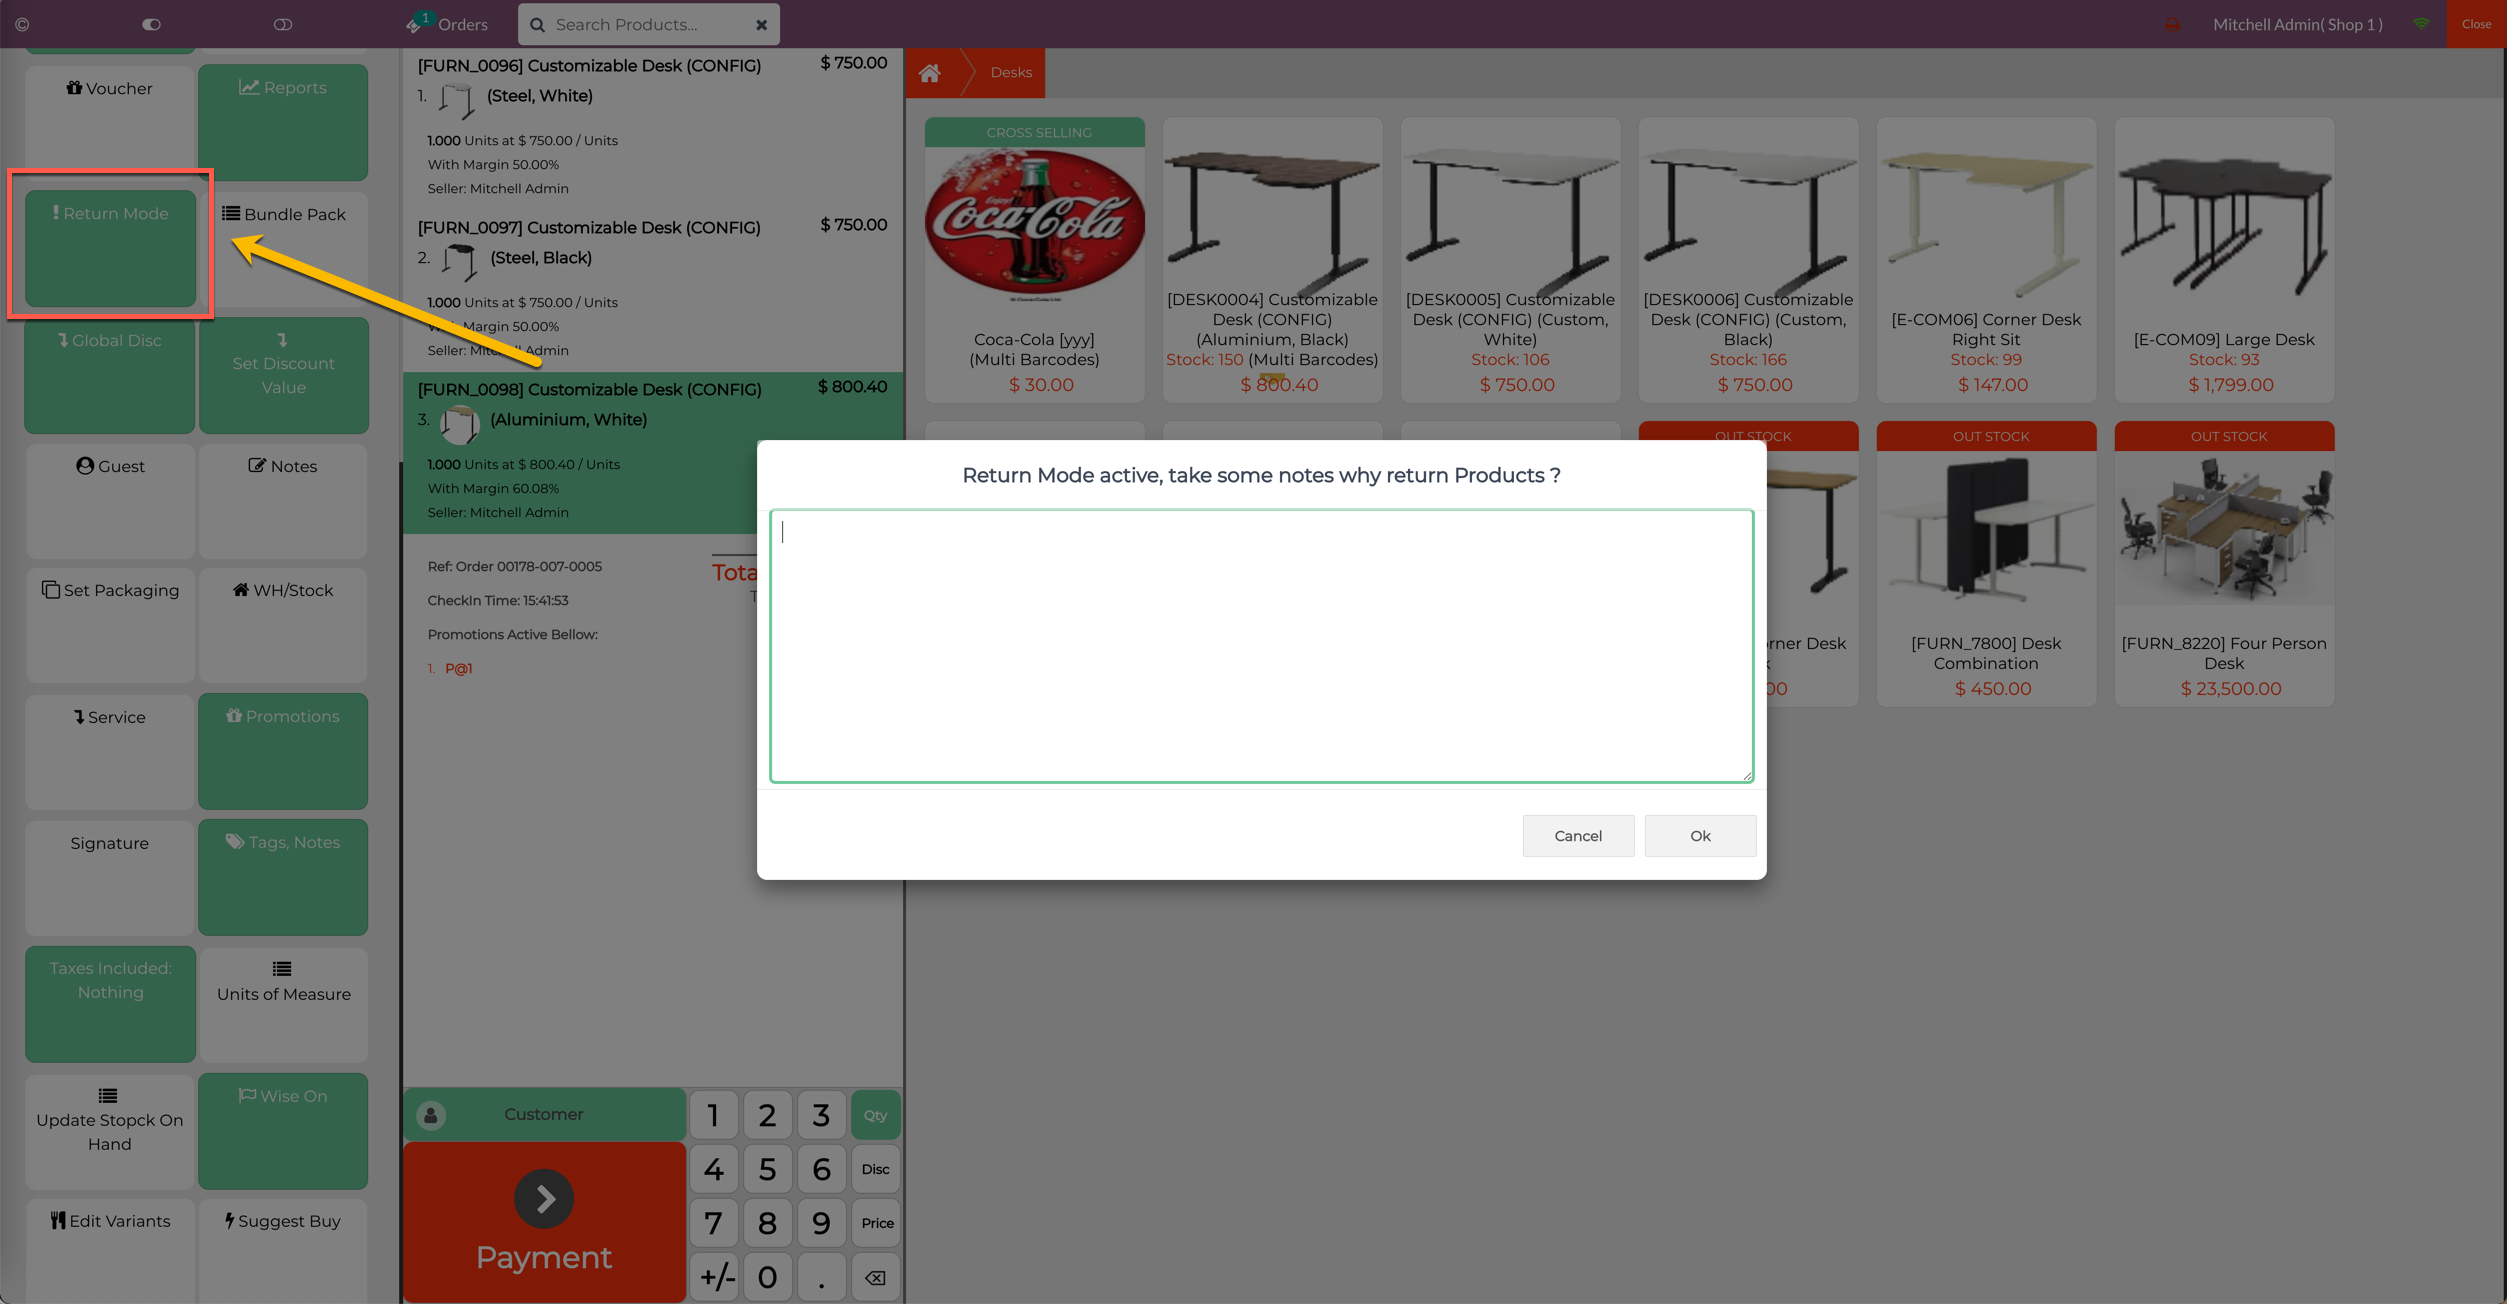 ©
1
Orders
Search Products...
Mitchell Admin( Shop 1 )
Close
Voucher
Reports
Return Mode
Bundle Pack
Global Disc
Set Discount
Value
Guest
Notes
Set Packaging
WH/Stock
Service
Promotions
Signature
Tags, Notes
Taxes Included:
Nothing
Units of Measure
Update Stopck On
Hand
Wise On
Edit Variants
Suggest Buy
[FURN_0096] Customizable Desk (CONFIG)
$ 750.00
1. (Steel, White)
1.000 Units at $ 750.00 / Units
With Margin 50.00%
Seller: Mitchell Admin
[FURN_0097] Customizable Desk (CONFIG)
$ 750.00
2. (Steel, Black)
1.000 Units at $ 750.00 / Units
With Margin 50.00%
Seller: Mitchell Admin
[FURN_0098] Customizable Desk (CONFIG)
$ 800.40
3. (Aluminium, White)
1.000 Units at $ 800.40 / Units
With Margin 60.08%
Seller: Mitchell Admin
Ref: Order 00178-007-0005
CheckIn Time: 15:41:53
Promotions Active Bellow:
1. P@1
Customer
Payment
1 2 3 Qty
4 5 6 Disc
7 8 9 Price
+/- 0 .
Desks
CROSS SELLING
Enjoy
Coca-Cola
Coca-Cola [yyy]
(Multi Barcodes)
$ 30.00
[DESK0004] Customizable
Desk (CONFIG)
(Aluminium, Black)
Stock: 150 (Multi Barcodes)
$ 800.40
[DESK0005] Customizable
Desk (CONFIG) (Custom,
White)
Stock: 106
$ 750.00
[DESK0006] Customizable
Desk (CONFIG) (Custom,
Black)
Stock: 166
$ 750.00
[E-COM06] Corner Desk
Right Sit
Stock: 99
$ 147.00
[E-COM09] Large Desk
Stock: 93
$ 1,799.00
OUT STOCK
Desk
OUT STOCK
[FURN_7800] Desk
Combination
$ 450.00
OUT STOCK
[FURN_8220] Four Person
Desk
$ 23,500.00
Return Mode active, take some notes why return Products ?
Cancel
Ok